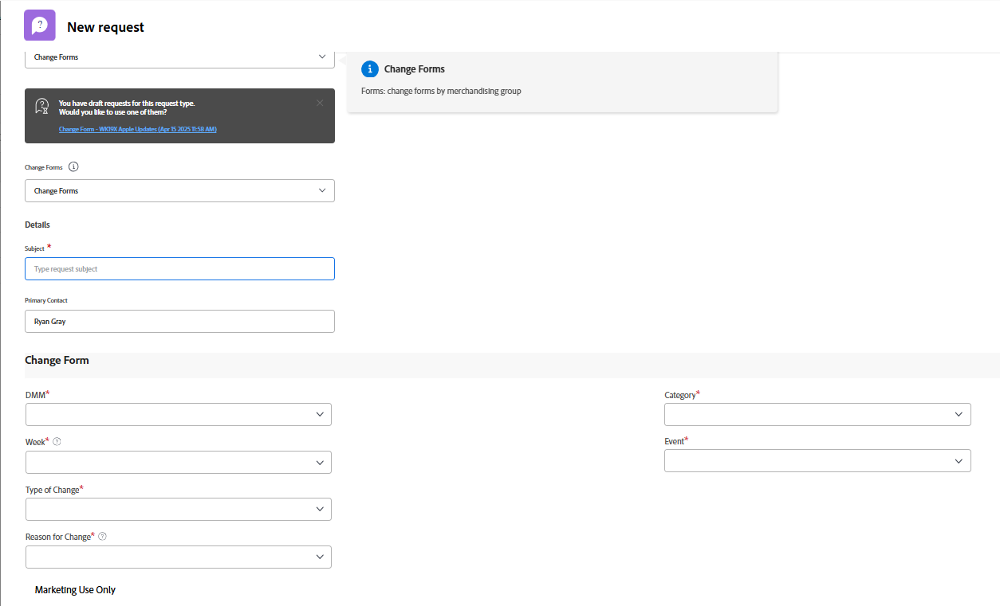 New request
Change Forms
Change Forms
Forms: change forms by merchandising group
You have draft requests for this request type.
Would you like to use one of them?
Change Form - WK19X Apple Updates (Apr 15 2025 11:58 AM)
Change Forms
Change Forms
Details
Subject *
Type request subject
Primary Contact
Ryan Gray
Change Form
DMM*
Category*
Week*
Event*
Type of Change*
Reason for Change*
Marketing Use Only